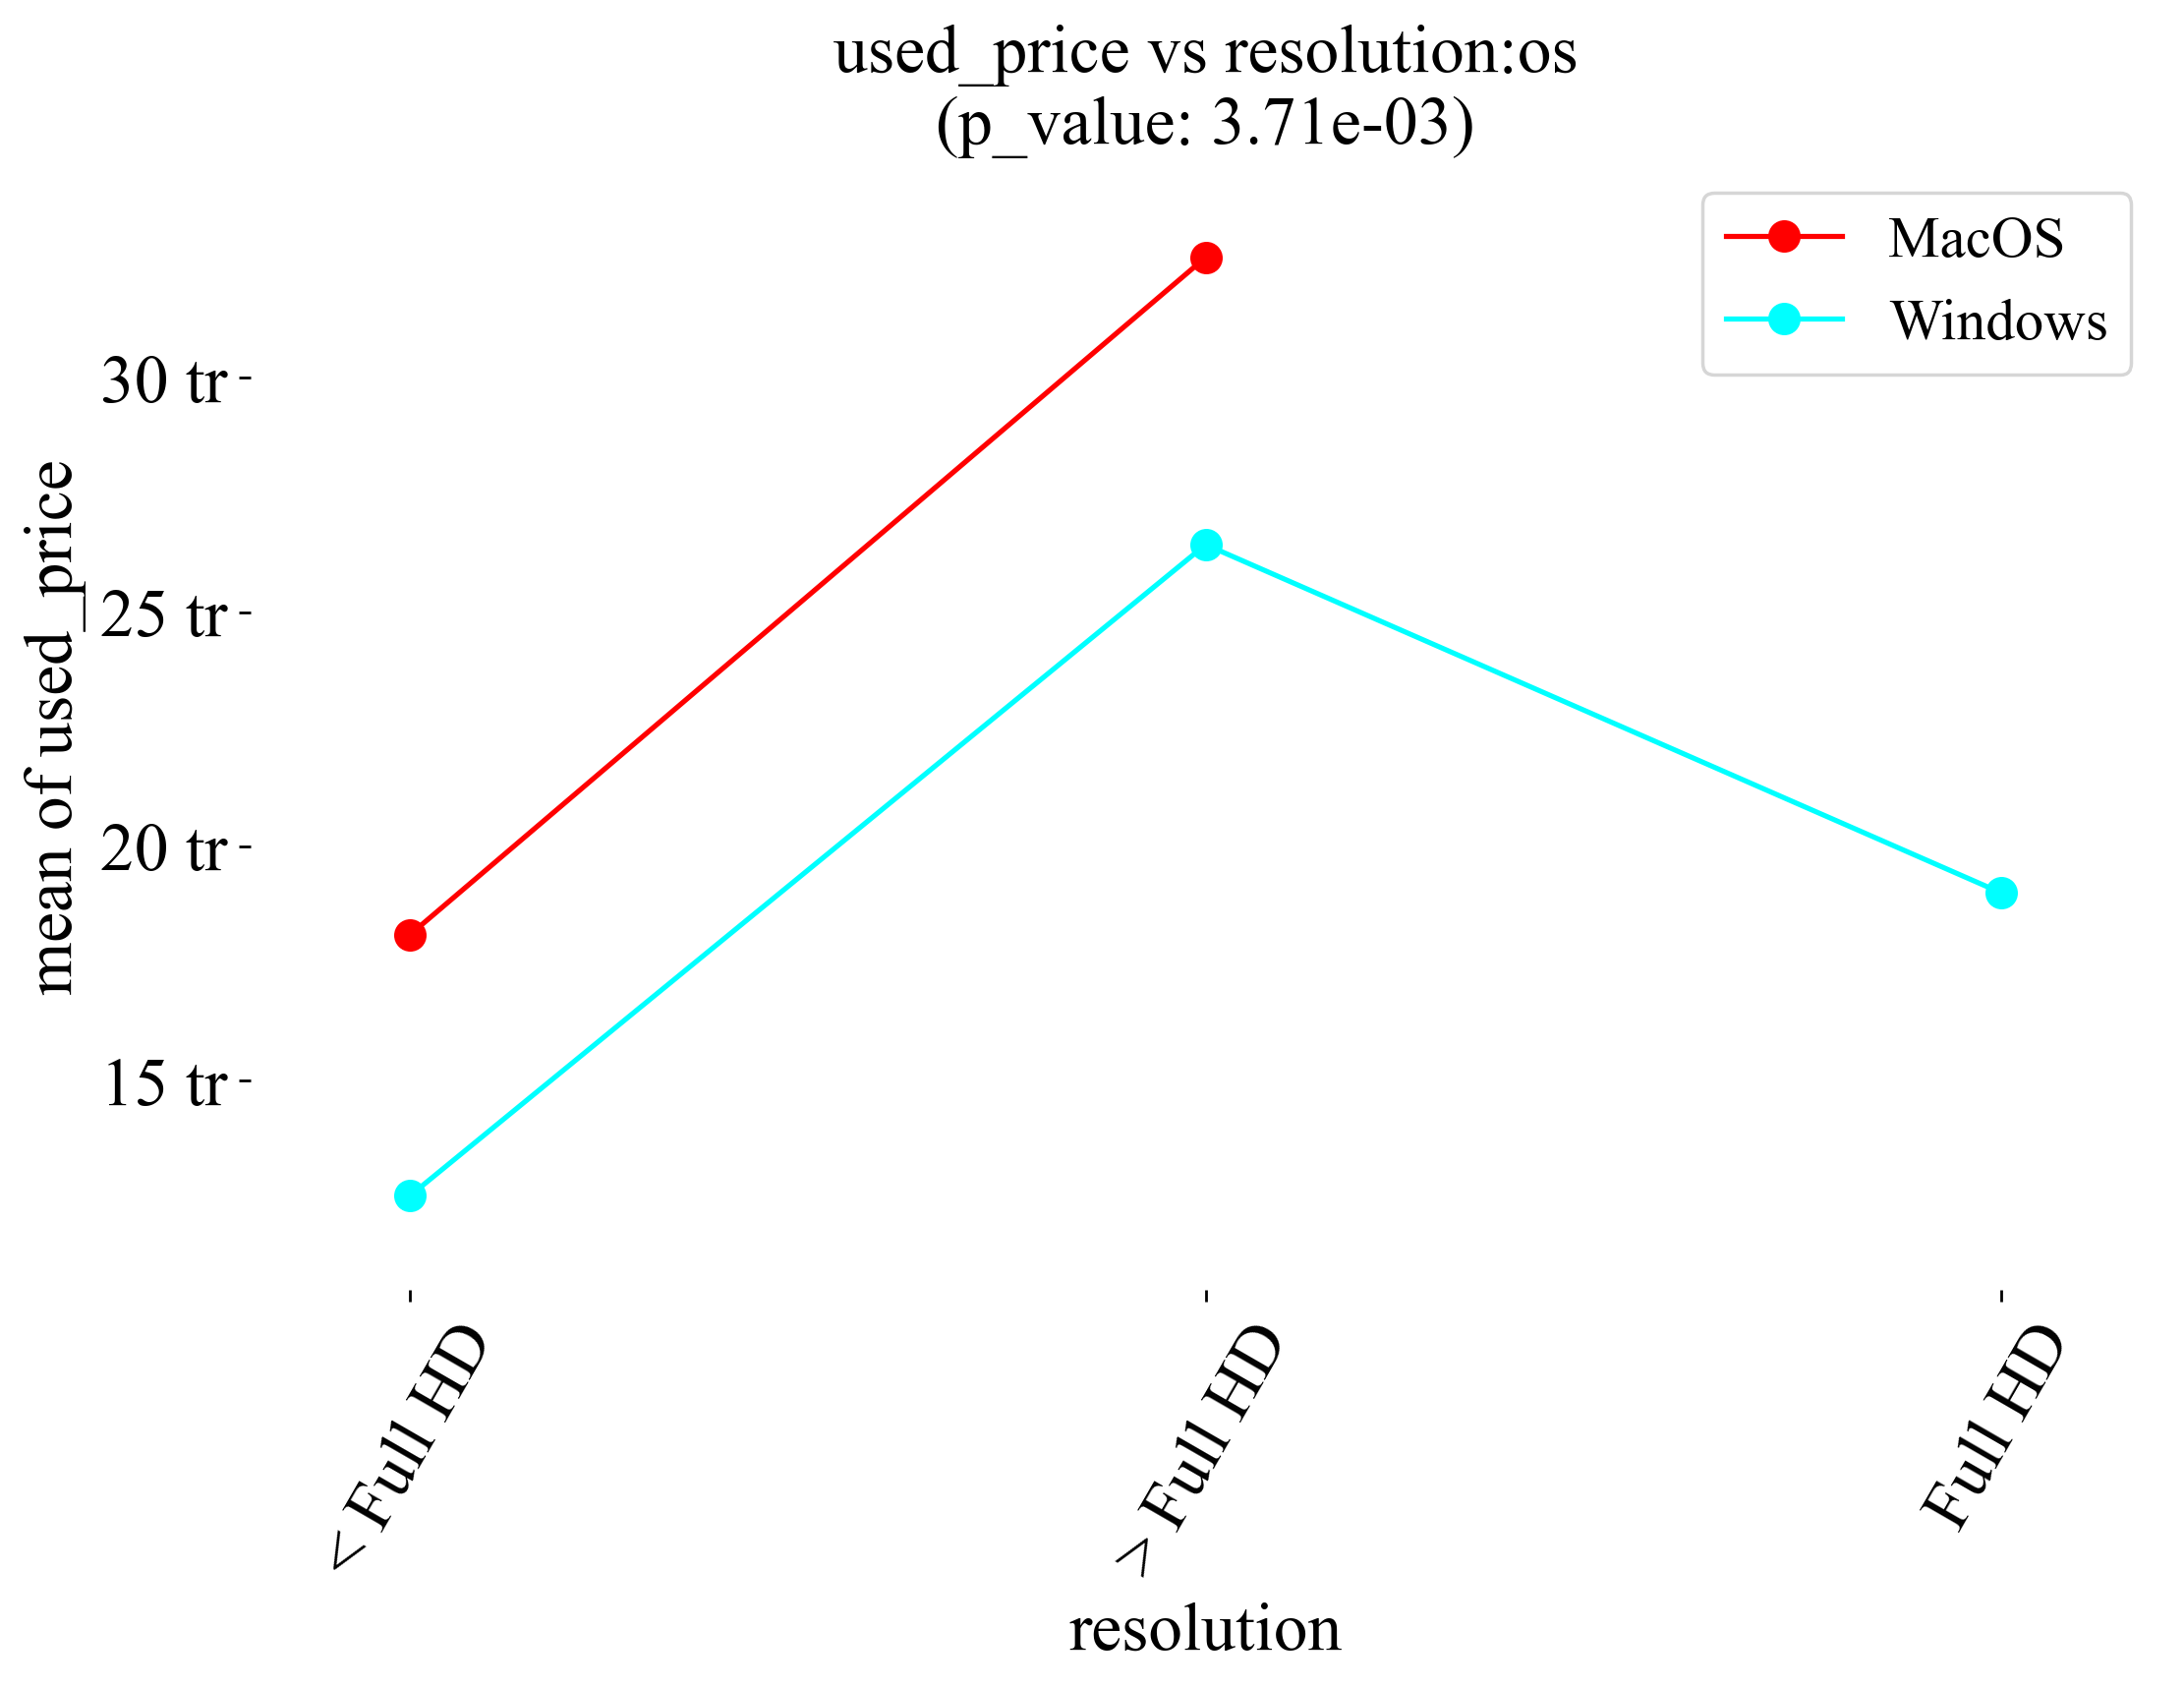 used_price vs resolution:os
(p_value: 3.71e-03)
MacOS
Windows
mean of used_price
30 tr
25 tr
20 tr
15 tr
< Full HD
> Full HD
Full HD
resolution